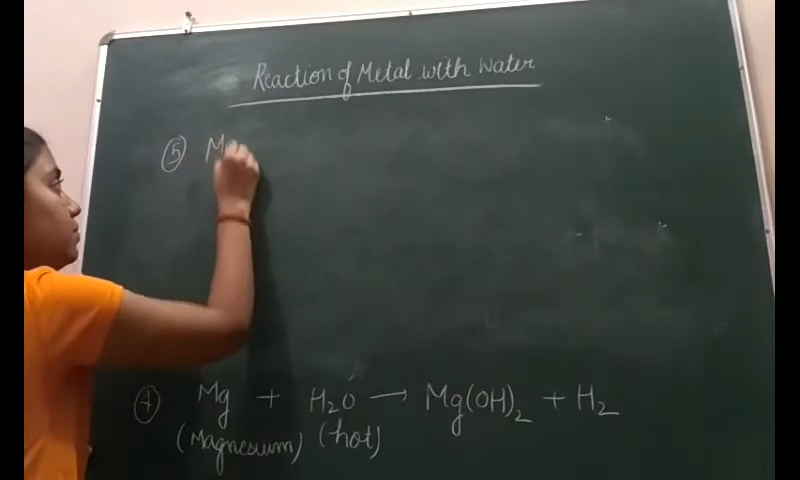 Reaction of Metal with Water
⑤ Mg
④ Mg + H₂O → Mg(OH)₂ + H₂
(Magnesium) (hot)